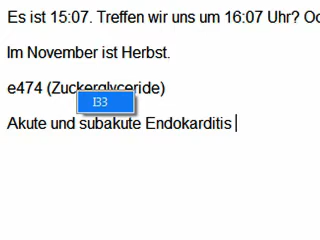 Es ist 15:07. Treffen wir uns um 16:07 Uhr? Oc
Im November ist Herbst.
e474 (Zuckerglyceride)
I33
Akute und subakute Endokarditis